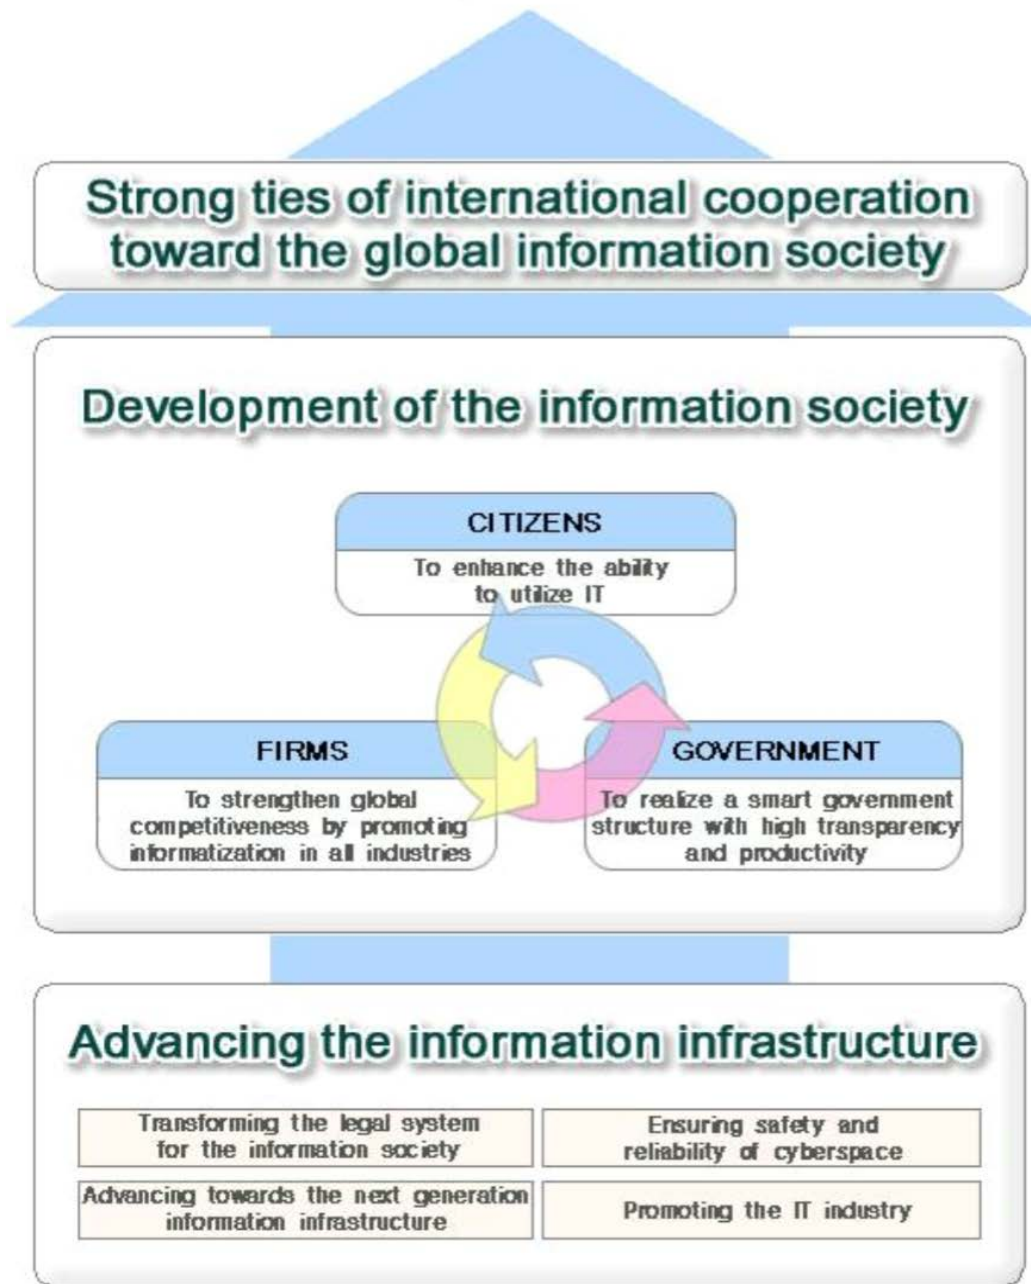 Strong ties of international cooperation
toward the global information society
Development of the information society
CITIZENS
To enhance the ability
to utilize IT
FIRMS
To strengthen global
competitiveness by promoting
informatization in all industries
GOVERNMENT
To realize a smart government
structure with high transparency
and productivity
Advancing the information infrastructure
Transforming the legal system
for the information society
Ensuring safety and
reliability of cyberspace
Advancing towards the next generation
information infrastructure
Promoting the IT industry